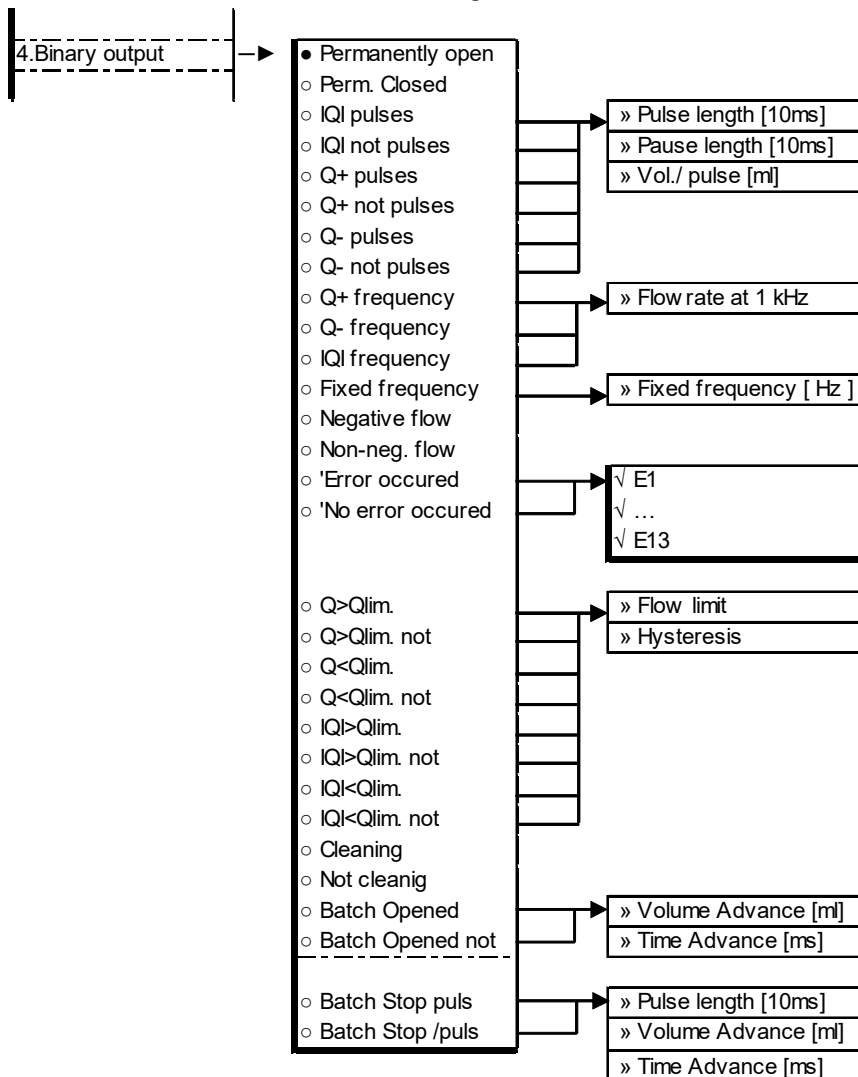 4.Binary output
● Permanently open
○ Perm. Closed
○ IQI pulses
» Pulse length [10ms]
○ IQI not pulses
» Pause length [10ms]
○ Q+ pulses
» Vol./ pulse [ml]
○ Q+ not pulses
○ Q- pulses
○ Q- not pulses
○ Q+ frequency
» Flow rate at 1 kHz
○ Q- frequency
○ IQI frequency
○ Fixed frequency
» Fixed frequency [ Hz ]
○ Negative flow
○ Non-neg. flow
○ 'Error occured
√ E1
○ 'No error occured
√ …
√ E13
○ Q>Qlim.
» Flow limit
○ Q>Qlim. not
» Hysteresis
○ Q<Qlim.
○ Q<Qlim. not
○ IQI>Qlim.
○ IQI>Qlim. not
○ IQI<Qlim.
○ IQI<Qlim. not
○ Cleaning
○ Not cleanig
○ Batch Opened
» Volume Advance [ml]
○ Batch Opened not
» Time Advance [ms]
○ Batch Stop puls
» Pulse length [10ms]
○ Batch Stop /puls
» Volume Advance [ml]
» Time Advance [ms]